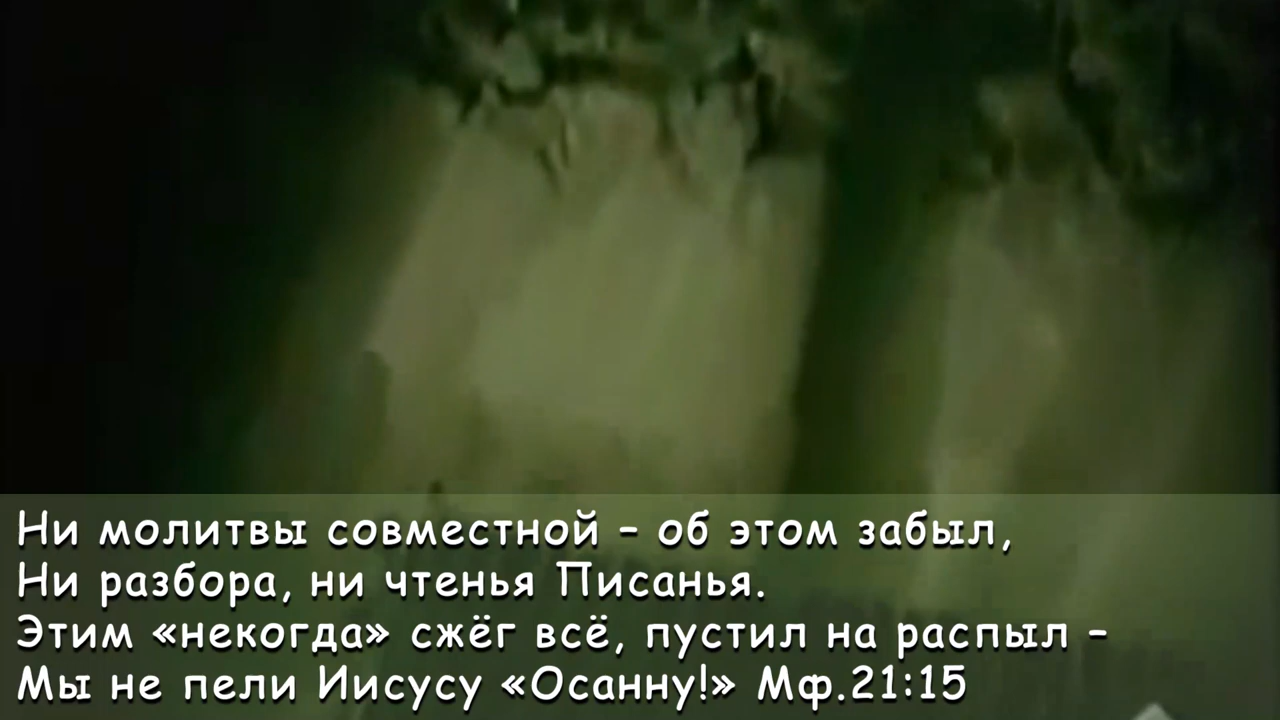 Ни молитвы совместной – об этом забыл,
Ни разбора, ни чтенья Писанья.
Этим «некогда» сжёг всё, пустил на распыл –
Мы не пели Иисусу «Осанну!» Мф.21:15